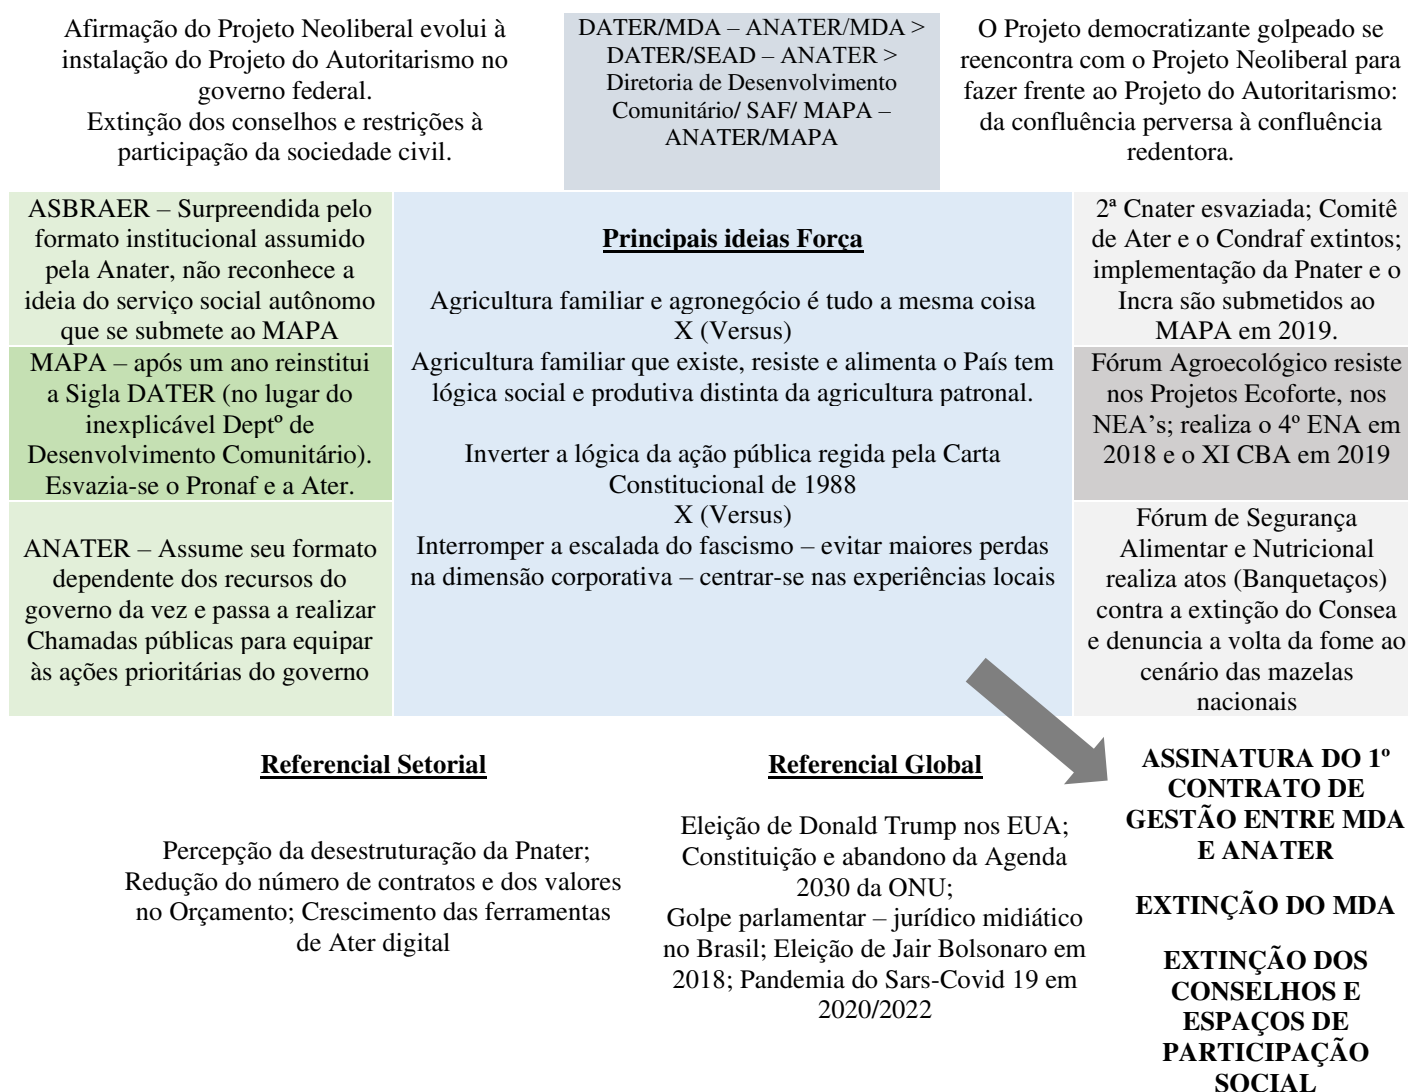 Afirmação do Projeto Neoliberal evolui à
instalação do Projeto do Autoritarismo no
governo federal.
Extinção dos conselhos e restrições à
participação da sociedade civil.
DATER/MDA – ANATER/MDA >
DATER/SEAD – ANATER >
Diretoria de Desenvolvimento
Comunitário/ SAF/ MAPA –
ANATER/MAPA
O Projeto democratizante golpeado se
reencontra com o Projeto Neoliberal para
fazer frente ao Projeto do Autoritarismo:
da confluência perversa à confluência
redentora.
ASBRAER – Surpreendida pelo
formato institucional assumido
pela Anater, não reconhece a
ideia do serviço social autônomo
que se submete ao MAPA
MAPA – após um ano reinstitui
a Sigla DATER (no lugar do
inexplicável Deptº de
Desenvolvimento Comunitário).
Esvazia-se o Pronaf e a Ater.
ANATER – Assume seu formato
dependente dos recursos do
governo da vez e passa a realizar
Chamadas públicas para equipar
às ações prioritárias do governo
Principais ideias Força
Agricultura familiar e agronegócio é tudo a mesma coisa
X (Versus)
Agricultura familiar que existe, resiste e alimenta o País tem
lógica social e produtiva distinta da agricultura patronal.
Inverter a lógica da ação pública regida pela Carta
Constitucional de 1988
X (Versus)
Interromper a escalada do fascismo – evitar maiores perdas
na dimensão corporativa – centrar-se nas experiências locais
2ª Cnater esvaziada; Comitê
de Ater e o Condraf extintos;
implementação da Pnater e o
Incra são submetidos ao
MAPA em 2019.
Fórum Agroecológico resiste
nos Projetos Ecoforte, nos
NEA’s; realiza o 4º ENA em
2018 e o XI CBA em 2019
Fórum de Segurança
Alimentar e Nutricional
realiza atos (Banquetaços)
contra a extinção do Consea
e denuncia a volta da fome ao
cenário das mazelas
nacionais
Referencial Setorial
Percepção da desestruturação da Pnater;
Redução do número de contratos e dos valores
no Orçamento; Crescimento das ferramentas
de Ater digital
Referencial Global
Eleição de Donald Trump nos EUA;
Constituição e abandono da Agenda
2030 da ONU;
Golpe parlamentar – jurídico midiático
no Brasil; Eleição de Jair Bolsonaro em
2018; Pandemia do Sars-Covid 19 em
2020/2022
ASSINATURA DO 1º
CONTRATO DE
GESTÃO ENTRE MDA
E ANATER
EXTINÇÃO DO MDA
EXTINÇÃO DOS
CONSELHOS E
ESPAÇOS DE
PARTICIPAÇÃO
SOCIAL